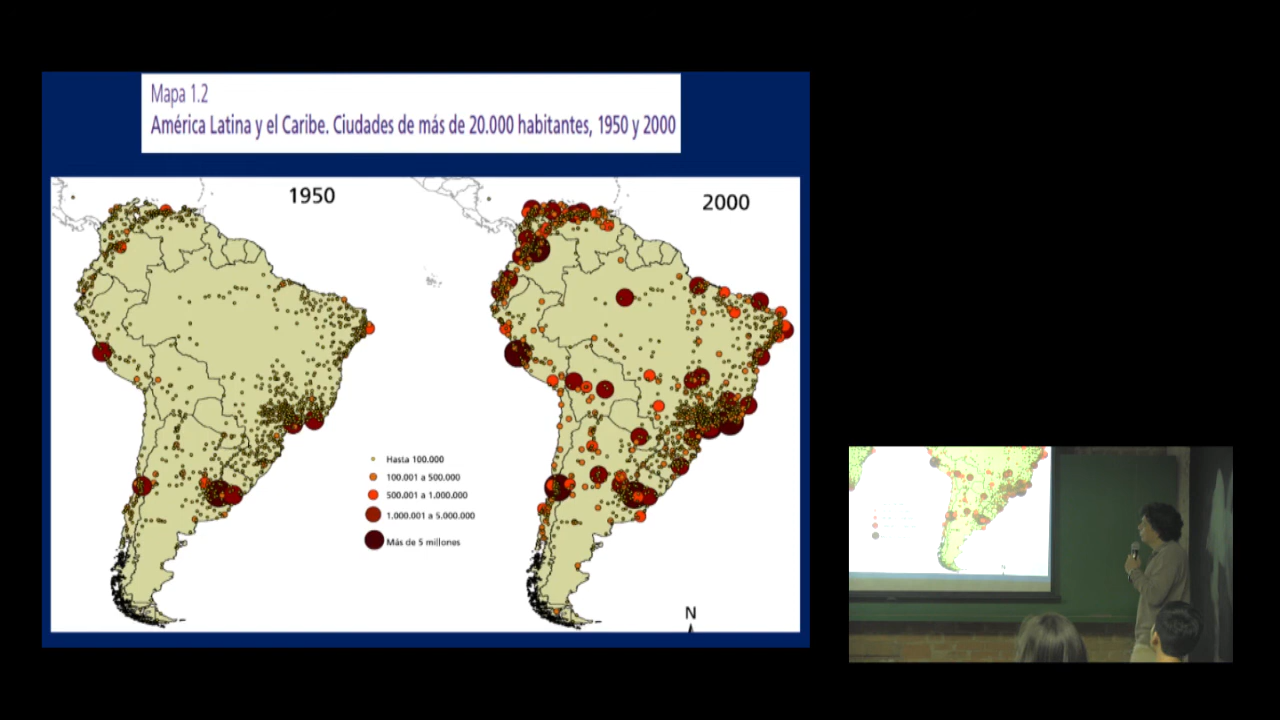 Mapa 1.2
América Latina y el Caribe. Ciudades de más de 20.000 habitantes, 1950 y 2000
1950
2000
Hasta 100.000
100.001 a 500.000
500.001 a 1.000.000
1.000.001 a 5.000.000
Más de 5 millones
N